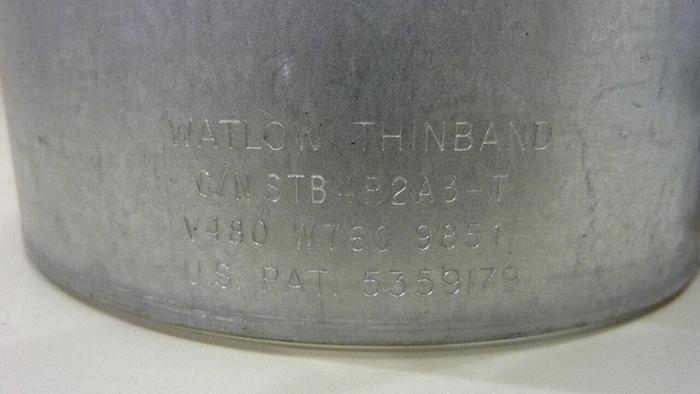 WATLOW THINBAND
C/N STB4P2A3-T
V480 W760 9851
U.S. PAT. 5359179